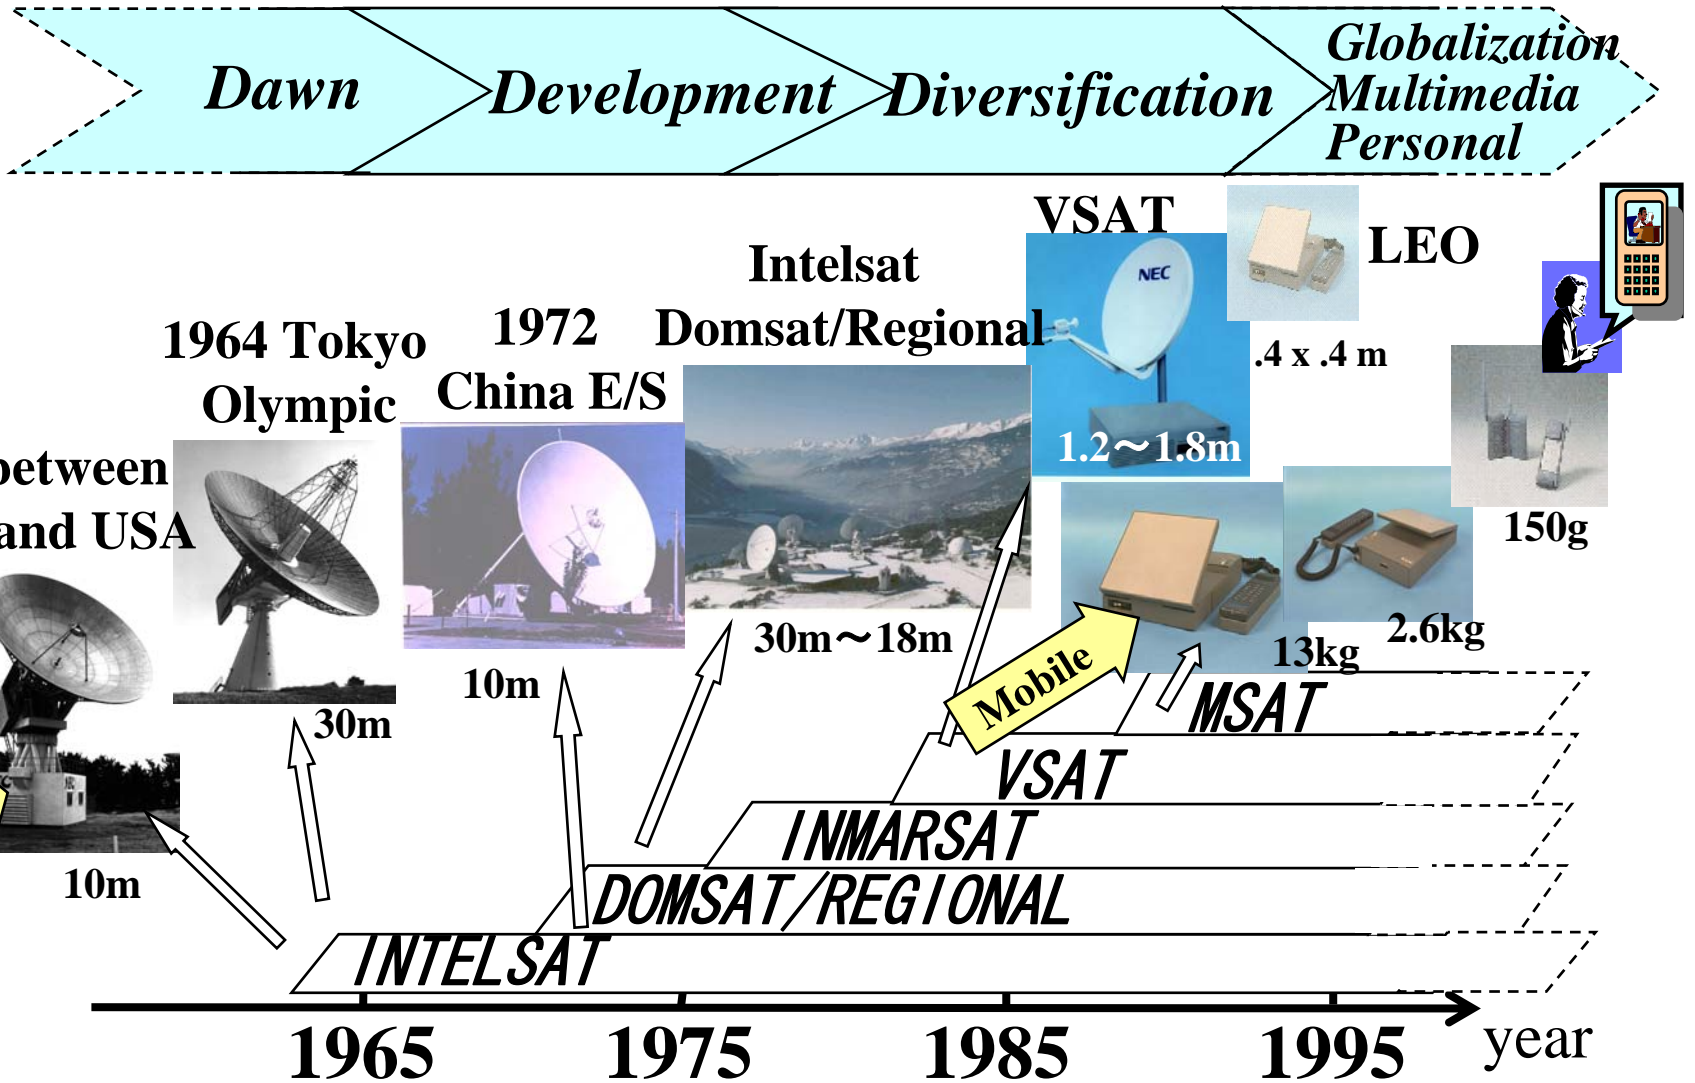 Dawn
Development
Diversification
Globalization
Multimedia
Personal
VSAT
LEO
Intelsat
Domsat/Regional
1972
China E/S
1964 Tokyo
Olympic
between
and USA
NEC
.4 x .4 m
1.2～1.8m
150g
2.6kg
13kg
30m～18m
10m
30m
10m
NEC
Mobile
MSAT
VSAT
INMARSAT
DOMSAT/REGIONAL
INTELSAT
1965
1975
1985
1995
year